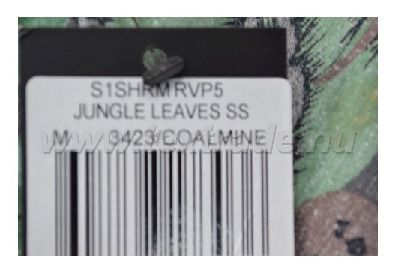 S1SHRM RVP5
JUNGLE LEAVES SS
M 3423/COALMINE